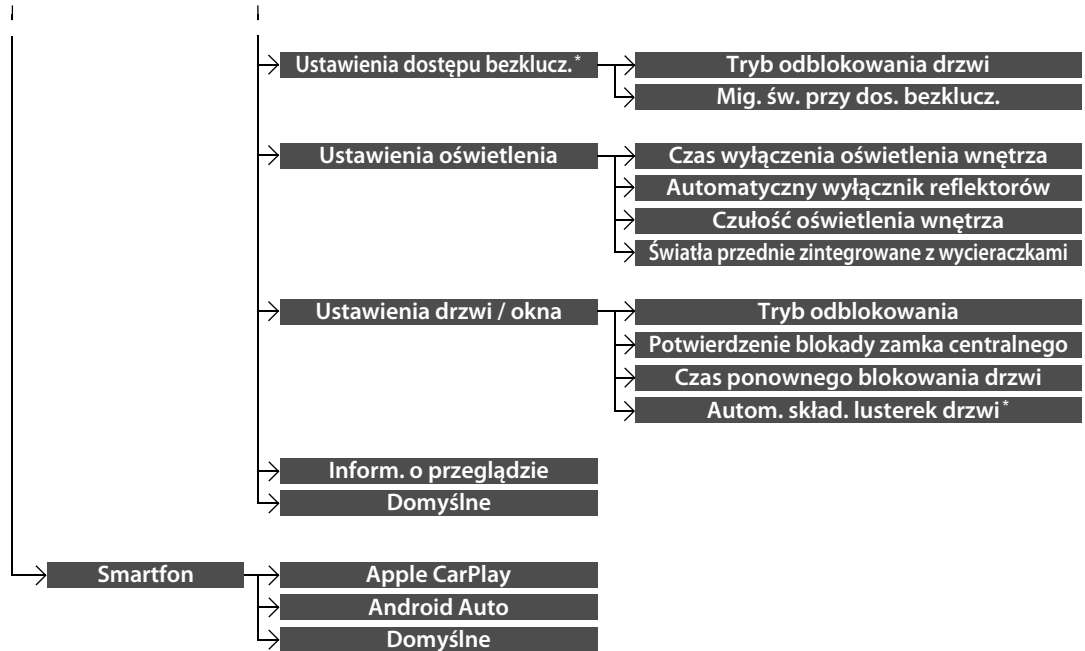 Ustawienia dostępu bezklucz.*
Tryb odblokowania drzwi
Mig. św. przy dos. bezklucz.
Ustawienia oświetlenia
Czas wyłączenia oświetlenia wnętrza
Automatyczny wyłącznik reflektorów
Czułość oświetlenia wnętrza
Światła przednie zintegrowane z wycieraczkami
Ustawienia drzwi / okna
Tryb odblokowania
Potwierdzenie blokady zamka centralnego
Czas ponownego blokowania drzwi
Autom. skład. lusterek drzwi*
Inform. o przeglądzie
Domyślne
Smartfon
Apple CarPlay
Android Auto
Domyślne